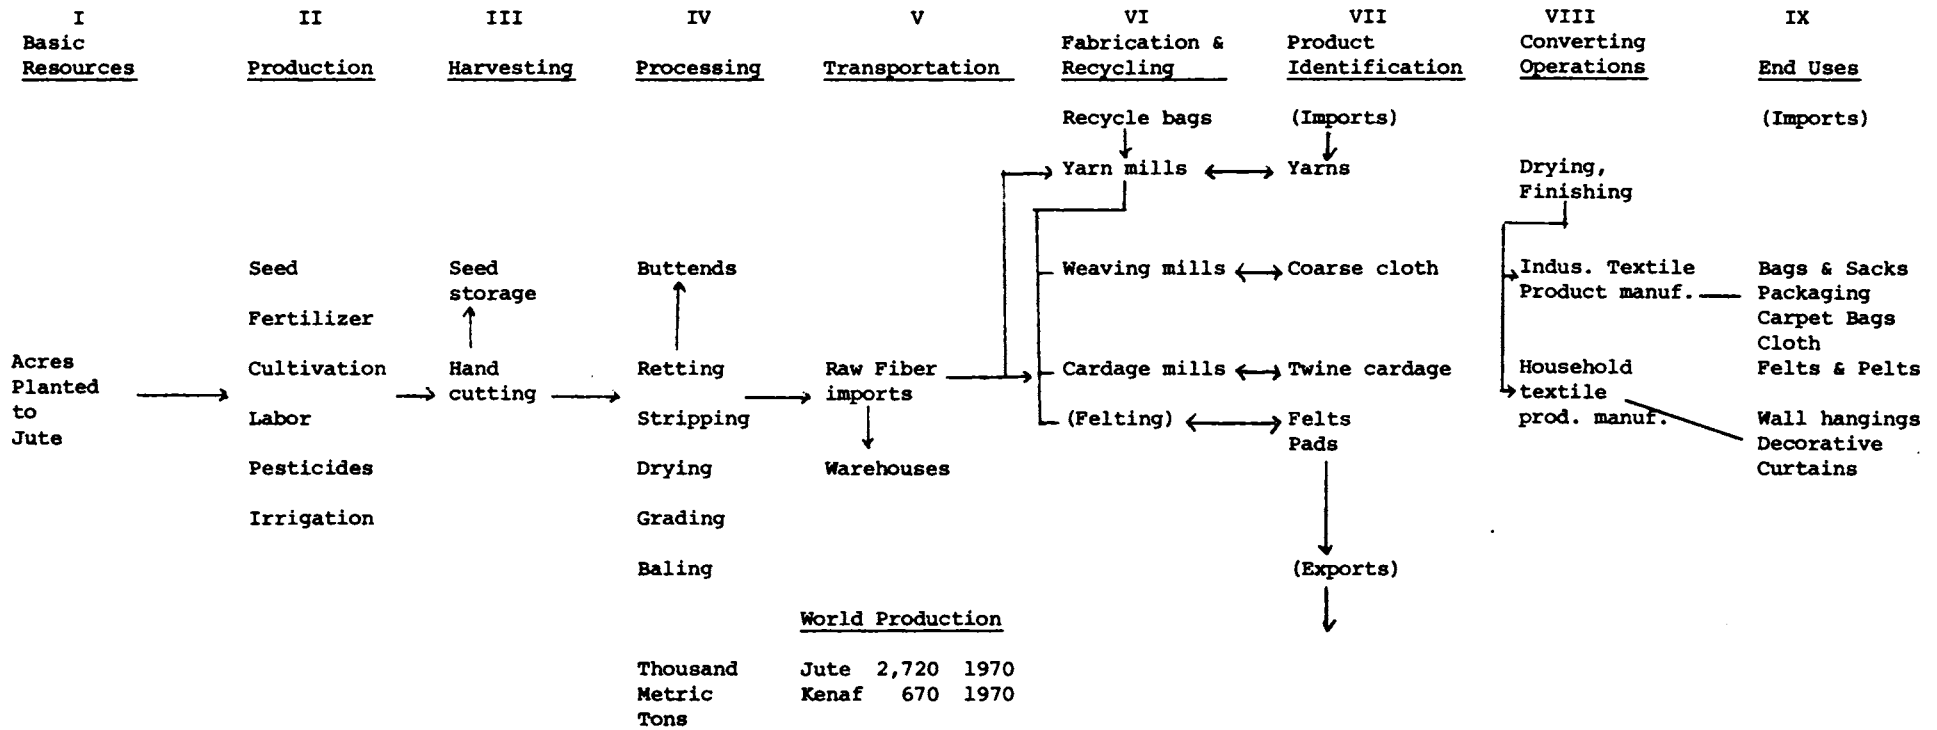 I II III IV V VI VII VIII IX
Basic Fabrication & Product Converting
Resources Production Harvesting Processing Transportation Recycling Identification Operations End Uses
Recycle bags (Imports) (Imports)
Yarn mills Yarns Drying,
Finishing
Seed Seed Buttends Weaving mills Coarse cloth Indus. Textile Bags & Sacks
storage Product manuf. Packaging
Fertilizer Carpet Bags
Cloth
Acres Cultivation Hand Retting Raw Fiber Cardage mills Twine cardage Household Felts & Pelts
Planted cutting imports textile
to Labor Stripping (Felting) Felts prod. manuf. Wall hangings
Jute Pads Decorative
Pesticides Drying Warehouses Curtains
Irrigation Grading
Baling (Exports)
World Production
Thousand Jute 2,720 1970
Metric Kenaf 670 1970
Tons